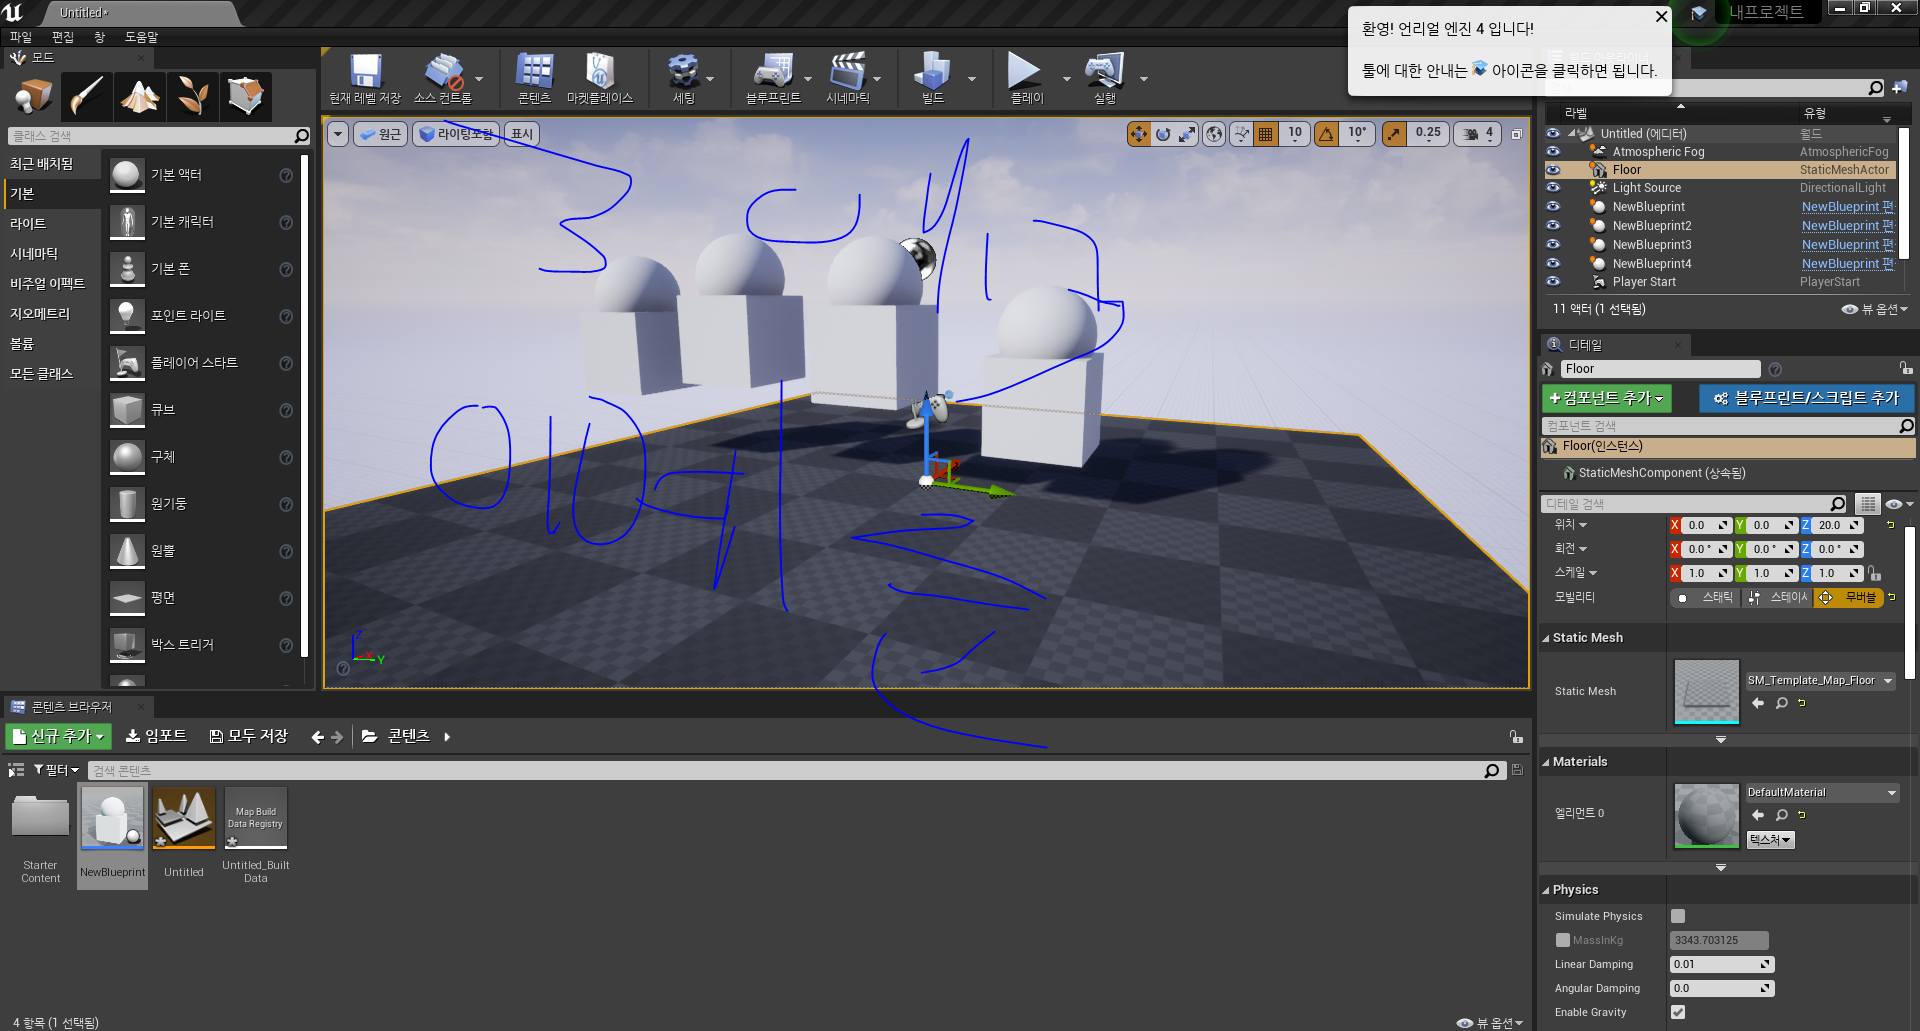 Untitled*
내프로젝트
파일 편집 창 도움말
환영! 언리얼 엔진 4 입니다!
툴에 대한 안내는 아이콘을 클릭하면 됩니다.
모드
현재 레벨 저장 소스 컨트롤 콘텐츠 마켓플레이스 세팅 블루프린트 시네마틱 빌드 플레이 실행
클래스 검색
최근 배치됨
기본
라이트
시네마틱
비주얼 이펙트
지오메트리
볼륨
모든 클래스
기본 액터
기본 캐릭터
기본 폰
포인트 라이트
플레이어 스타트
큐브
구체
원기둥
원뿔
평면
박스 트리거
원근 라이팅포함 표시
10 10° 0.25 4
Z
X
Y
라벨 유형
Untitled (에디터) 월드
Atmospheric Fog AtmosphericFog
Floor StaticMeshActor
Light Source DirectionalLight
NewBlueprint NewBlueprint 편
NewBlueprint2 NewBlueprint 편
NewBlueprint3 NewBlueprint 편
NewBlueprint4 NewBlueprint 편
Player Start PlayerStart
11 액터 (1 선택됨) 뷰 옵션
디테일
Floor
+컴포넌트 추가 블루프린트/스크립트 추가
컴포넌트 검색
Floor(인스턴스)
StaticMeshComponent (상속됨)
디테일 검색
위치 X 0.0 Y 0.0 Z 20.0
회전 X 0.0 ° Y 0.0 ° Z 0.0 °
스케일 X 1.0 Y 1.0 Z 1.0
모빌리티 스태틱 스테이셔 무버블
Static Mesh
Static Mesh SM_Template_Map_Floor
Materials
엘리먼트 0 DefaultMaterial
텍스처
Physics
Simulate Physics
MassInKg 3343.703125
Linear Damping 0.01
Angular Damping 0.0
Enable Gravity
콘텐츠 브라우저
신규 추가 임포트 모두 저장 콘텐츠
필터 검색 콘텐츠
Starter Content
NewBlueprint
Untitled
Map Build Data Registry
Untitled_Built Data
4 항목 (1 선택됨) 뷰 옵션